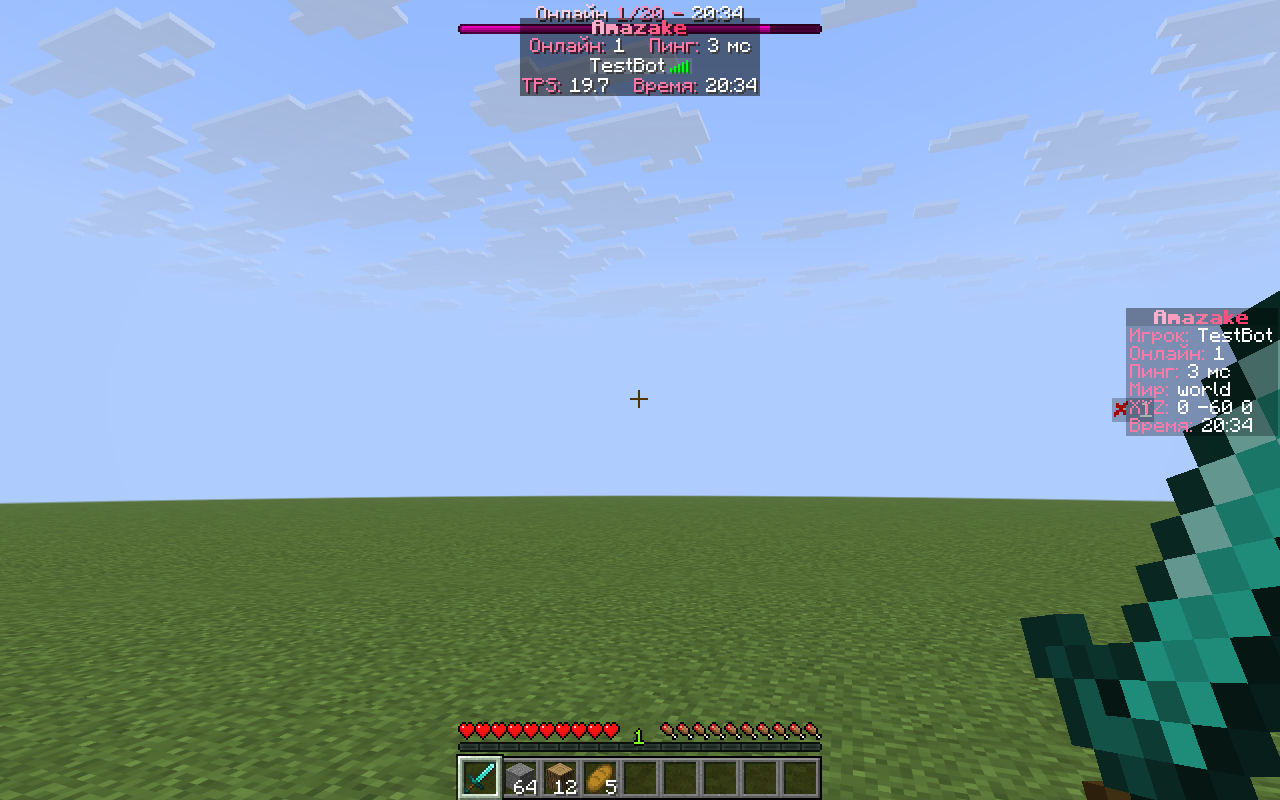 Онлайн 1/20 - 20:34
Amazake
Онлайн: 1 Пинг: 3 мс
TestBot
TPS: 19.7 Время: 20:34
Amazake
Игрок: TestBot
Онлайн: 1
Пинг: 3 мс
Мир: world
XYZ: 0 -60 0
Время: 20:34
1
64 12 5